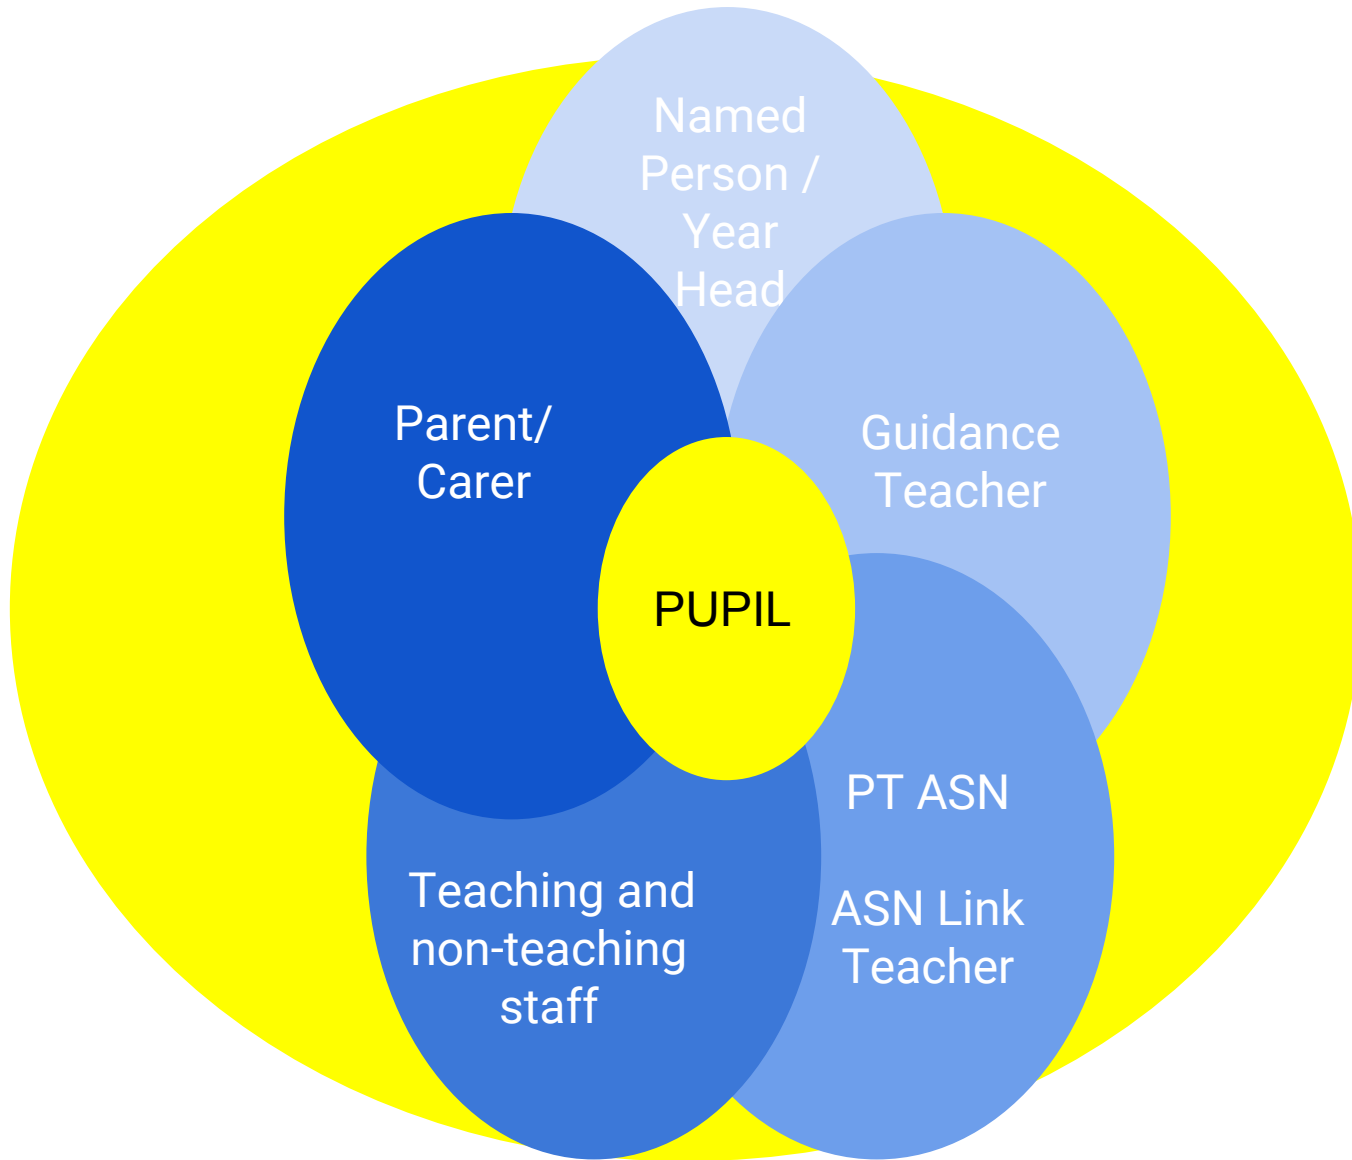 Named
Person /
Year
Head
Parent/
Carer
Guidance
Teacher
PUPIL
PT ASN
ASN Link
Teacher
Teaching and
non-teaching
staff